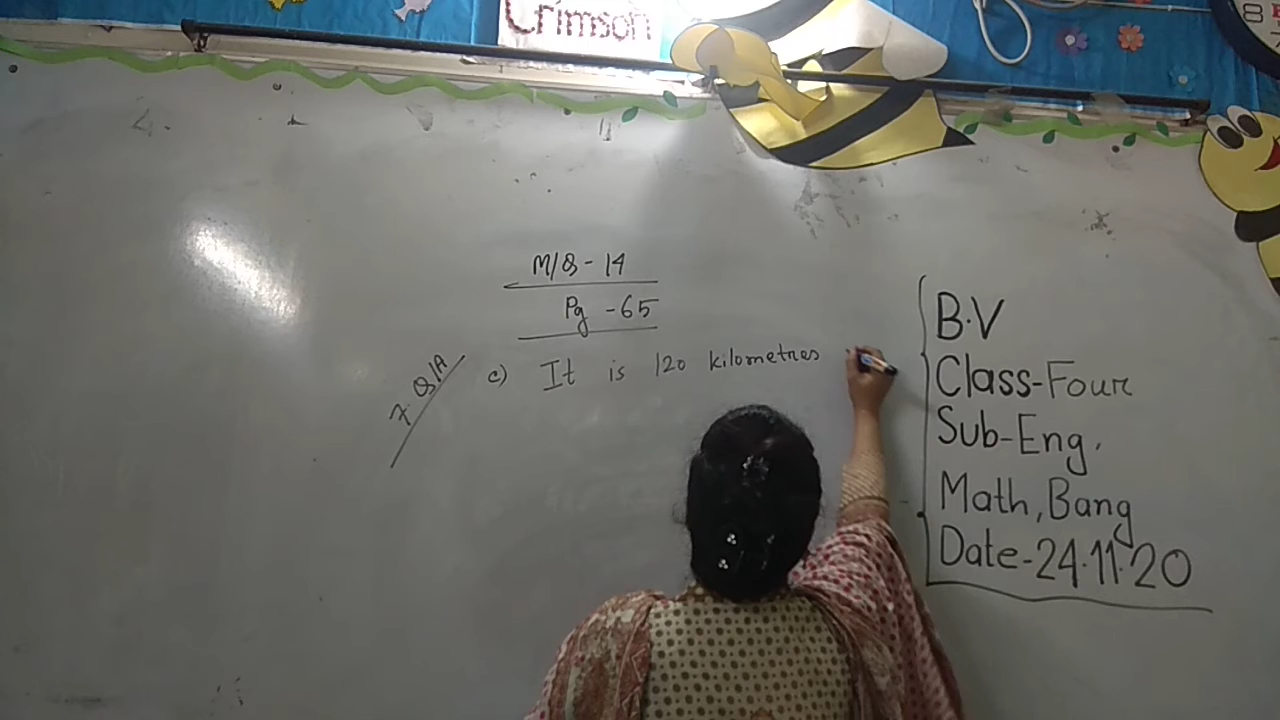 Crimson
M/Q-14
Pg -65
7. Q/A
c) It is 120 kilometres
B.V
Class-Four
Sub-Eng,
Math, Bang
Date-24.11.20
8